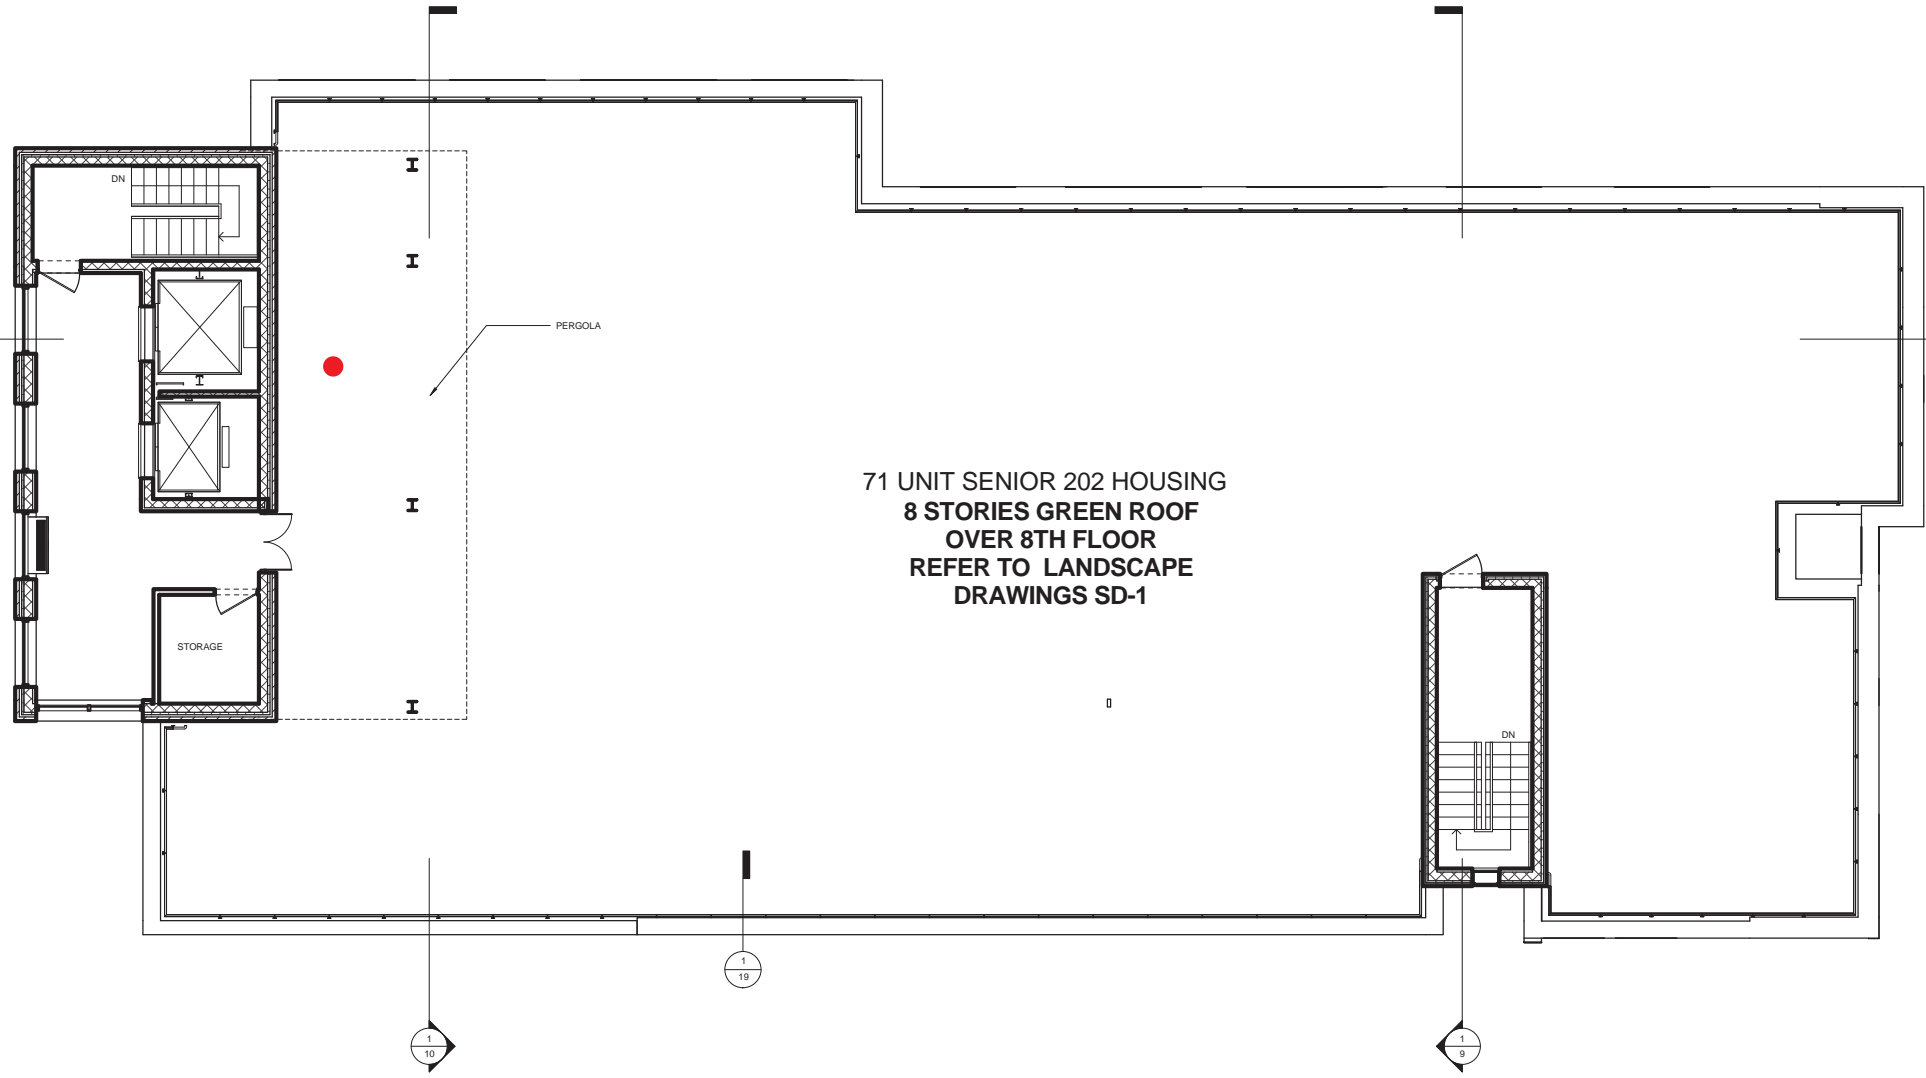 DN
PERGOLA
71 UNIT SENIOR 202 HOUSING
8 STORIES GREEN ROOF
OVER 8TH FLOOR
REFER TO LANDSCAPE
DRAWINGS SD-1
STORAGE
DN
1
19
1
10
1
9